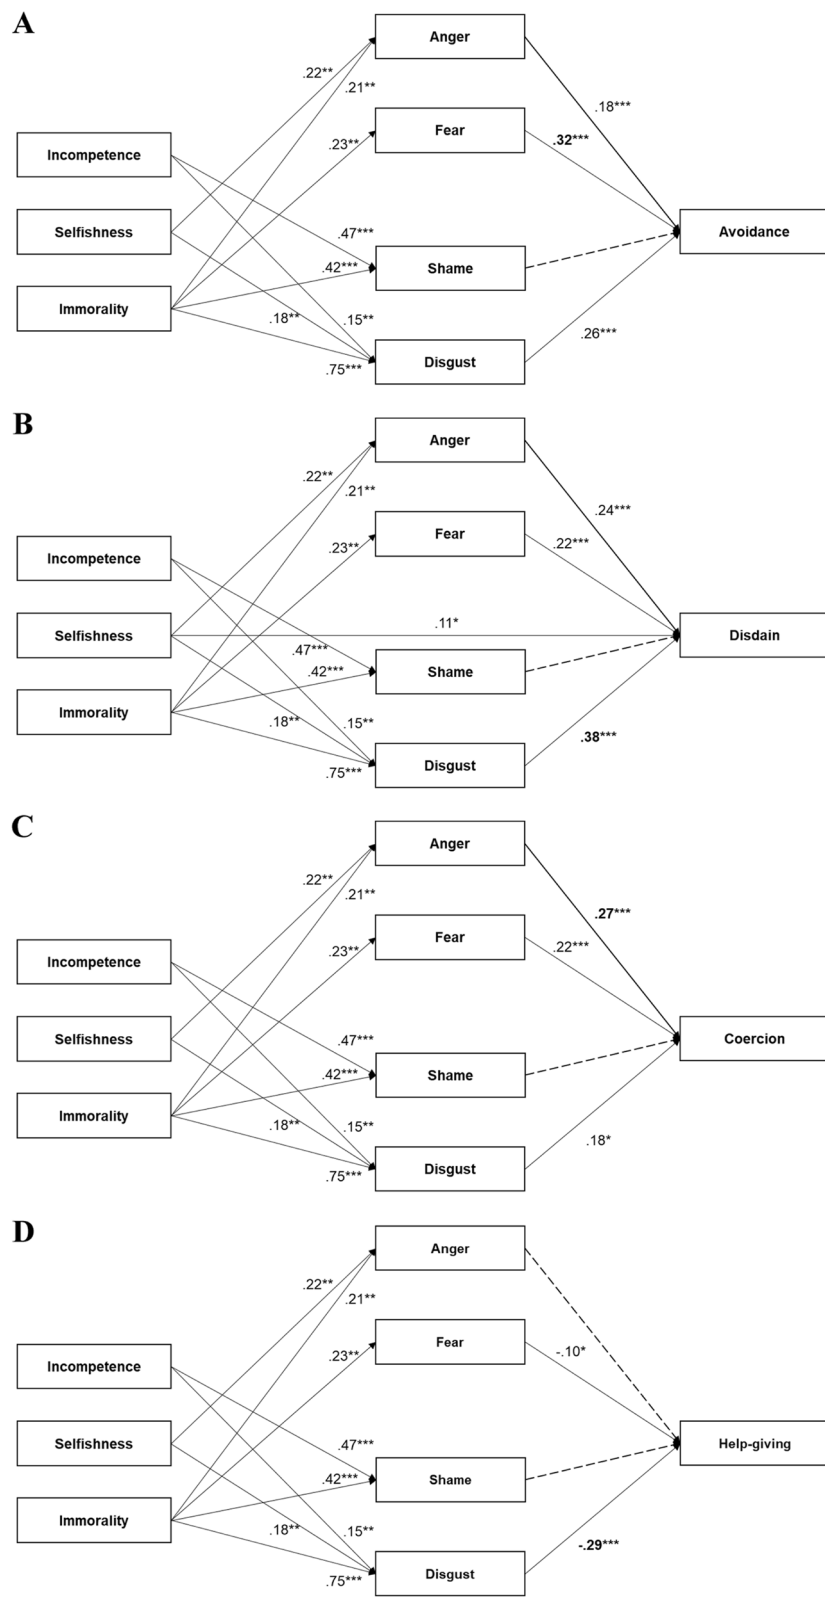 A
Anger
.22**
.21**
.18***
Fear
.23**
.32***
Incompetence
Selfishness
Avoidance
.47***
.42***
Shame
Immorality
.18**
.15**
.26***
.75***
Disgust
B
Anger
.22**
.21**
.24***
Fear
.23**
.22***
Incompetence
.11*
Selfishness
Disdain
.47***
.42***
Shame
Immorality
.18**
.15**
.38***
.75***
Disgust
C
Anger
.22**
.21**
.27***
Fear
.23**
.22***
Incompetence
Selfishness
Coercion
.47***
.42***
Shame
Immorality
.18**
.15**
.18*
.75***
Disgust
D
Anger
.22**
.21**
Fear
.23**
-.10*
Incompetence
Selfishness
Help-giving
.47***
.42***
Shame
Immorality
.18**
.15**
-.29***
.75***
Disgust